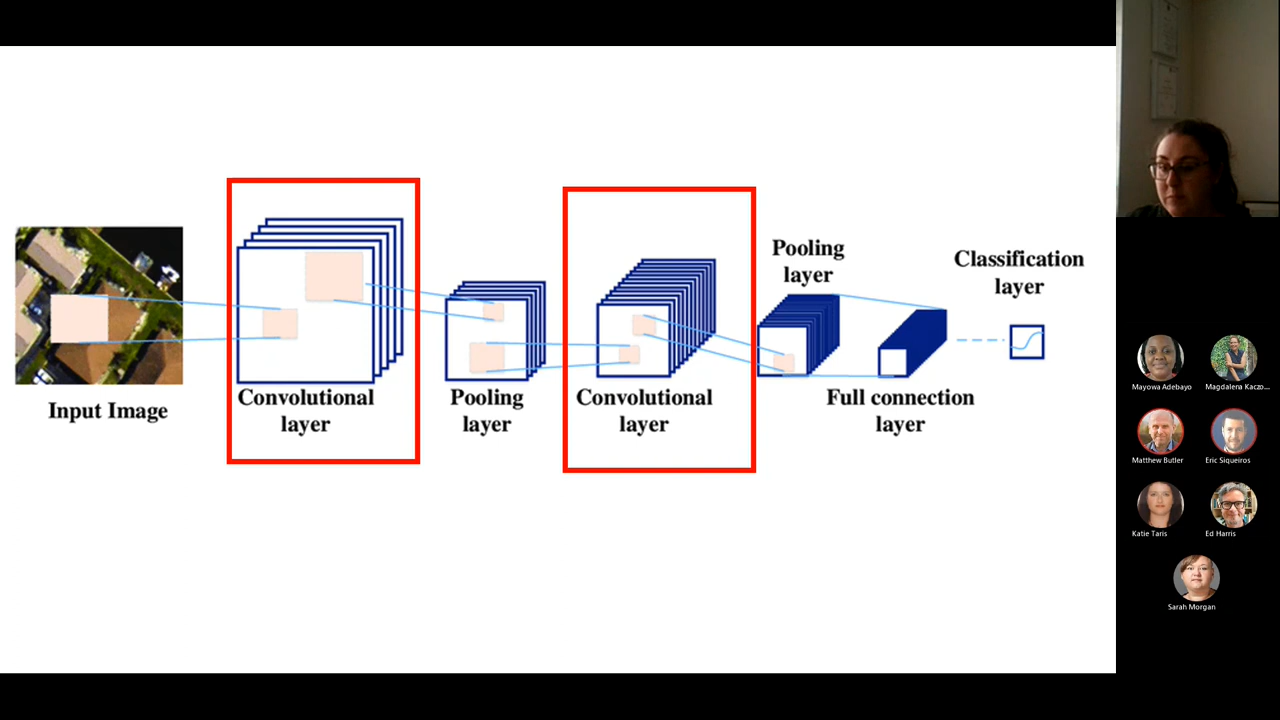 Input Image
Convolutional
layer
Pooling
layer
Convolutional
layer
Pooling
layer
Full connection
layer
Classification
layer
Mayowa Adebayo
Magdalena Kaczo...
Matthew Butler
Eric Siqueiros
Katie Taris
Ed Harris
Sarah Morgan